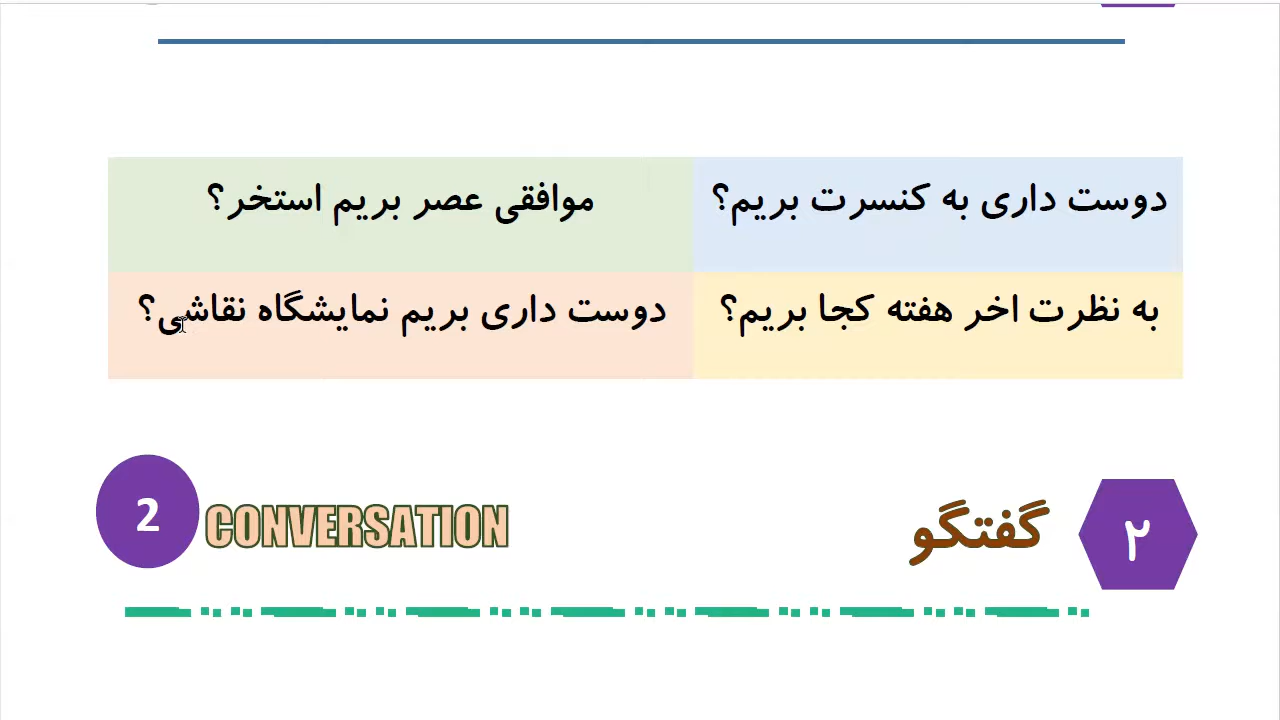 دوست داری به کنسرت بریم؟
موافقی عصر بریم استخر؟
به نظرت اخر هفته کجا بریم؟
دوست داری بریم نمایشگاه نقاشی؟
۲
گفتگو
2
CONVERSATION